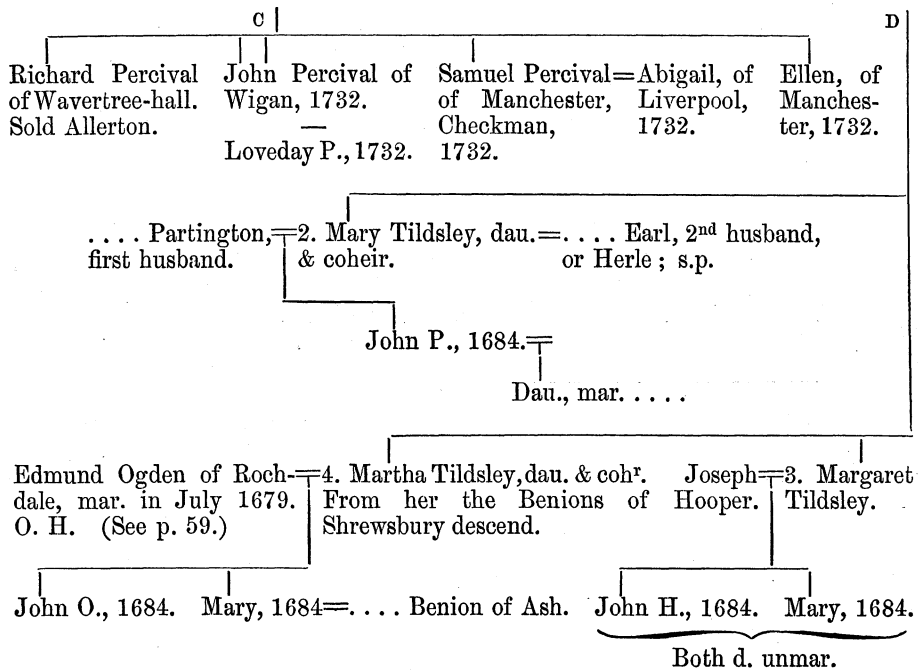 C D
Richard Percival
of Wavertree-hall.
Sold Allerton.
John Percival of
Wigan, 1732.
—
Loveday P., 1732.
Samuel Percival=
of Manchester,
Checkman,
1732.
Abigail, of
Liverpool,
1732.
Ellen, of
Manches-
ter, 1732.
. . . . Partington,=
first husband.
2. Mary Tildsley, dau.=
& coheir.
. . . . Earl, 2nd husband,
or Herle ; s.p.
John P., 1684.=
Dau., mar. . . . .
Edmund Ogden of Roch-=
dale, mar. in July 1679.
O. H. (See p. 59.)
4. Martha Tildsley, dau. & cohr.
From her the Benions of
Shrewsbury descend.
Joseph=
Hooper.
3. Margaret
Tildsley.
John O., 1684. Mary, 1684=. . . . Benion of Ash. John H., 1684. Mary, 1684.
Both d. unmar.